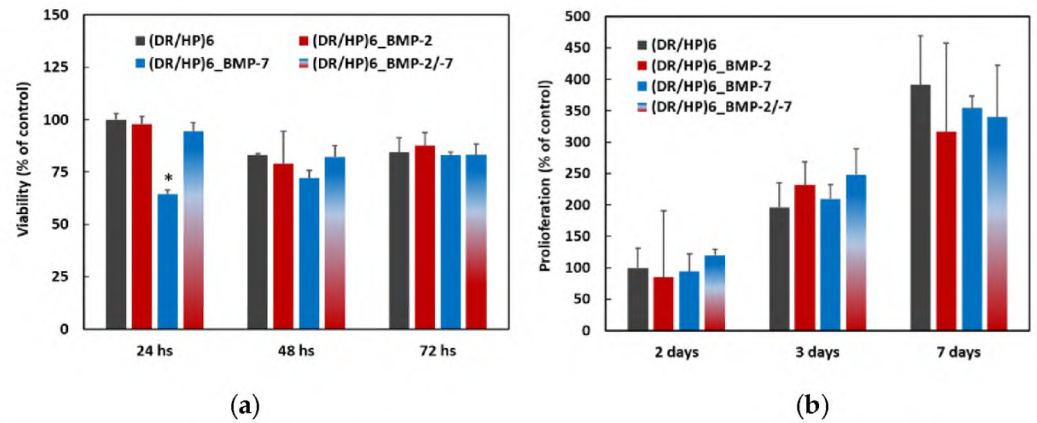 (a)
(b)
150
125
100
75
50
25
0
Viability (% of control)
(DR/HP)6
(DR/HP)6_BMP-2
(DR/HP)6_BMP-7
(DR/HP)6_BMP-2/-7
*
24 hs
48 hs
72 hs
(a)
500
450
400
350
300
250
200
150
100
50
0
Prolioferation (% of control)
(DR/HP)6
(DR/HP)6_BMP-2
(DR/HP)6_BMP-7
(DR/HP)6_BMP-2/-7
2 days
3 days
7 days
(b)